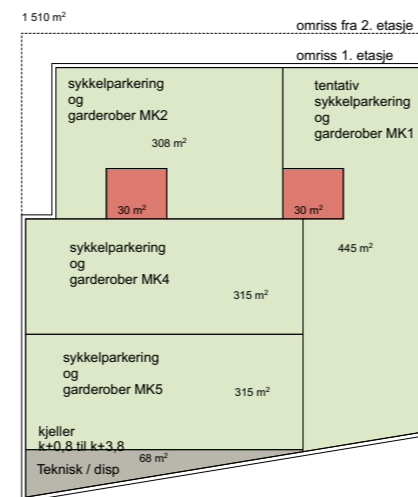 1 510 m²
omriss fra 2. etasje
omriss 1. etasje
sykkelparkering
og
garderober MK2
308 m²
tentativ
sykkelparkering
og
garderober MK1
30 m²
30 m²
445 m²
sykkelparkering
og
garderober MK4
315 m²
sykkelparkering
og
garderober MK5
315 m²
kjeller
k+0,8 til k+3,8
68 m²
Teknisk / disp